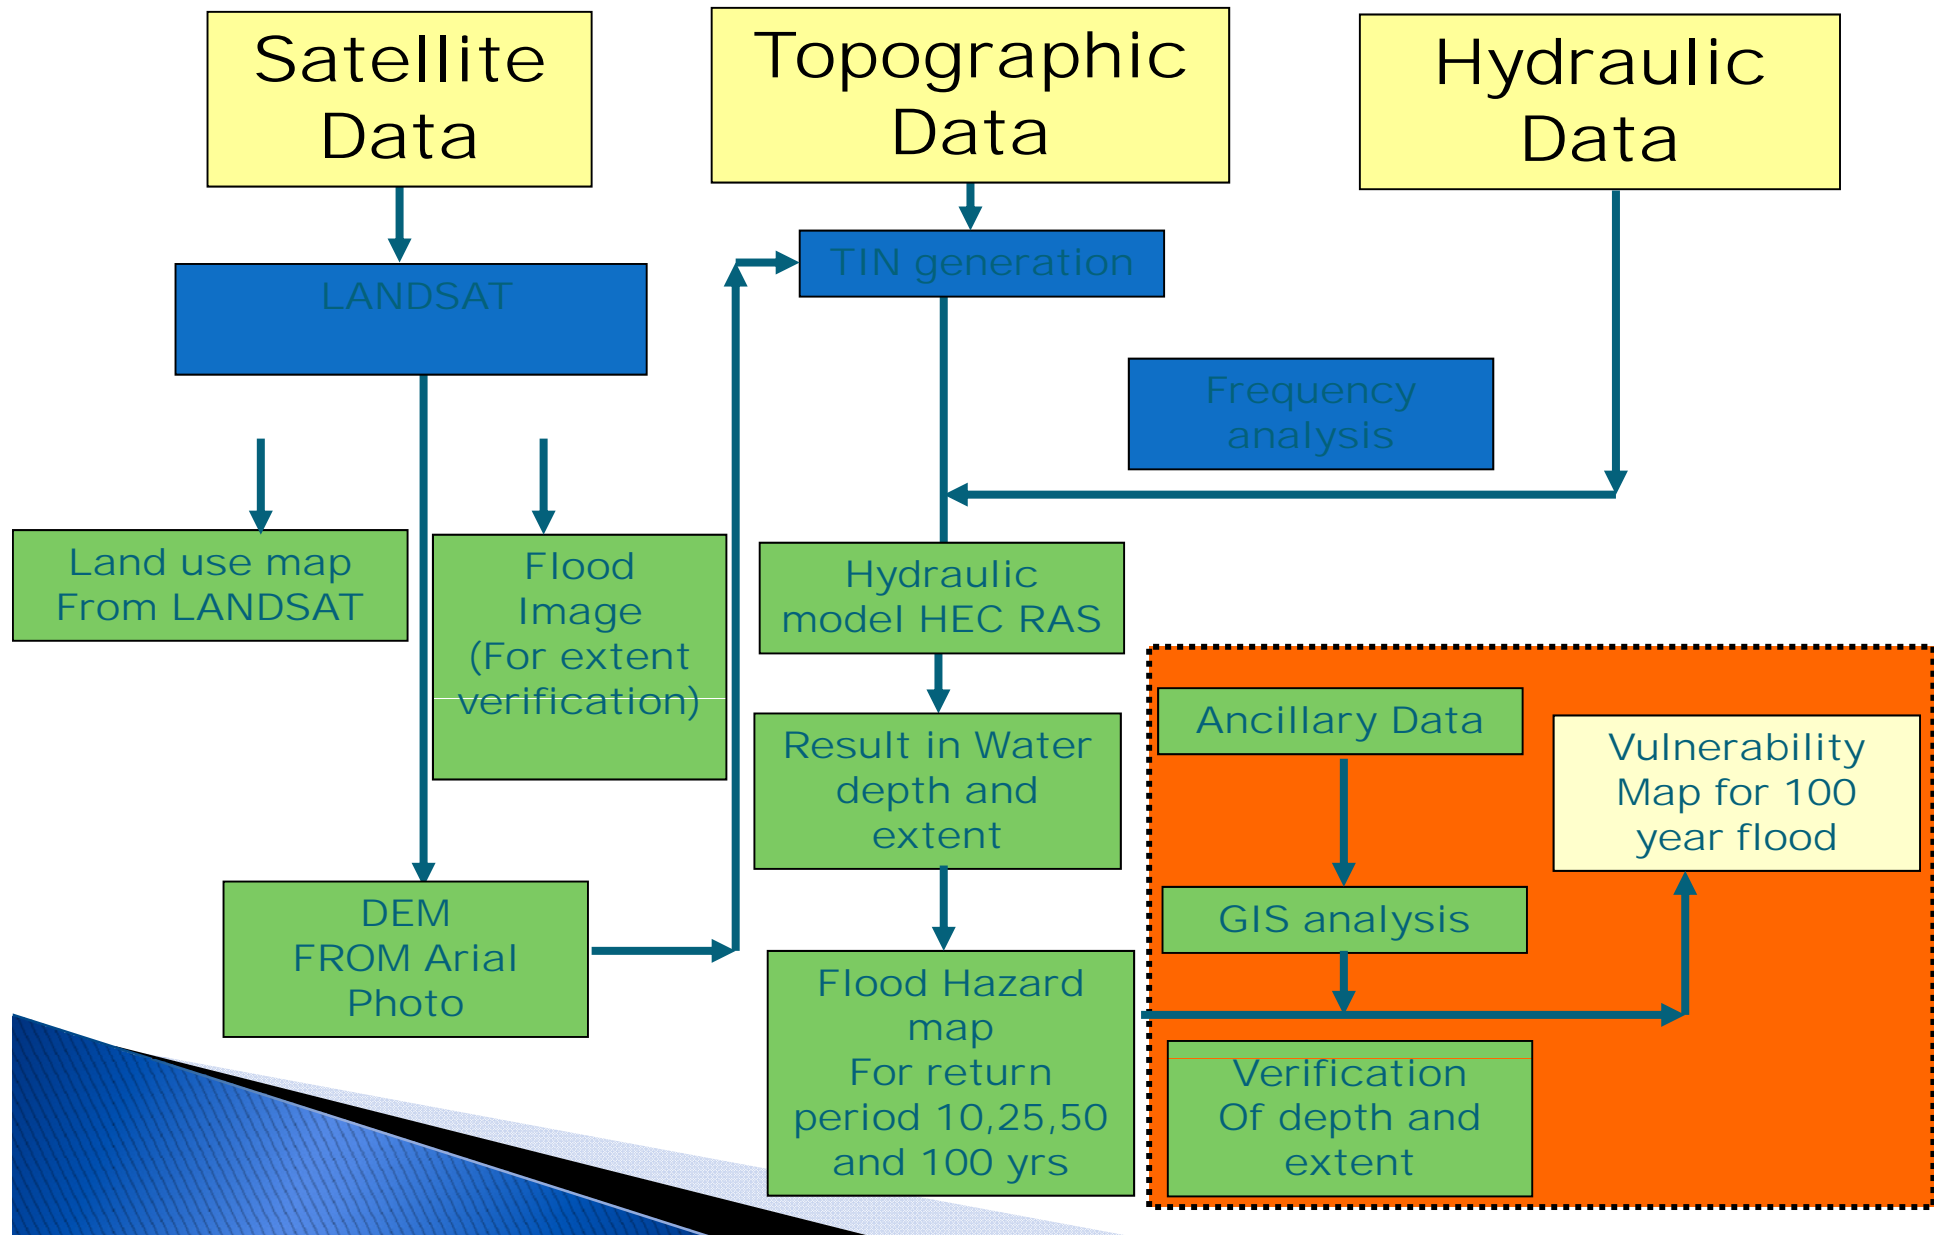 Satellite
Data
Topographic
Data
Hydraulic
Data
LANDSAT
TIN generation
Frequency
analysis
Land use map
From LANDSAT
Flood
Image
(For extent
verification)
Hydraulic
model HEC RAS
Result in Water
depth and
extent
DEM
FROM Arial
Photo
Flood Hazard
map
For return
period 10,25,50
and 100 yrs
Ancillary Data
GIS analysis
Verification
Of depth and
extent
Vulnerability
Map for 100
year flood